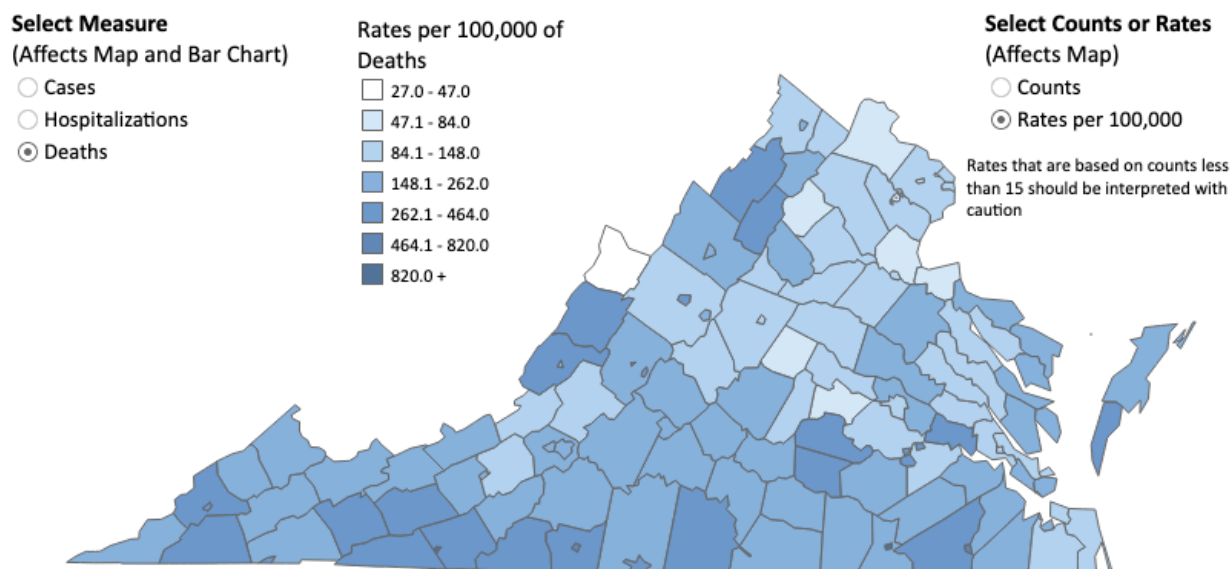 Select Measure
(Affects Map and Bar Chart)
Cases
Hospitalizations
Deaths
Rates per 100,000 of
Deaths
27.0 - 47.0
47.1 - 84.0
84.1 - 148.0
148.1 - 262.0
262.1 - 464.0
464.1 - 820.0
820.0 +
Select Counts or Rates
(Affects Map)
Counts
Rates per 100,000
Rates that are based on counts less
than 15 should be interpreted with
caution